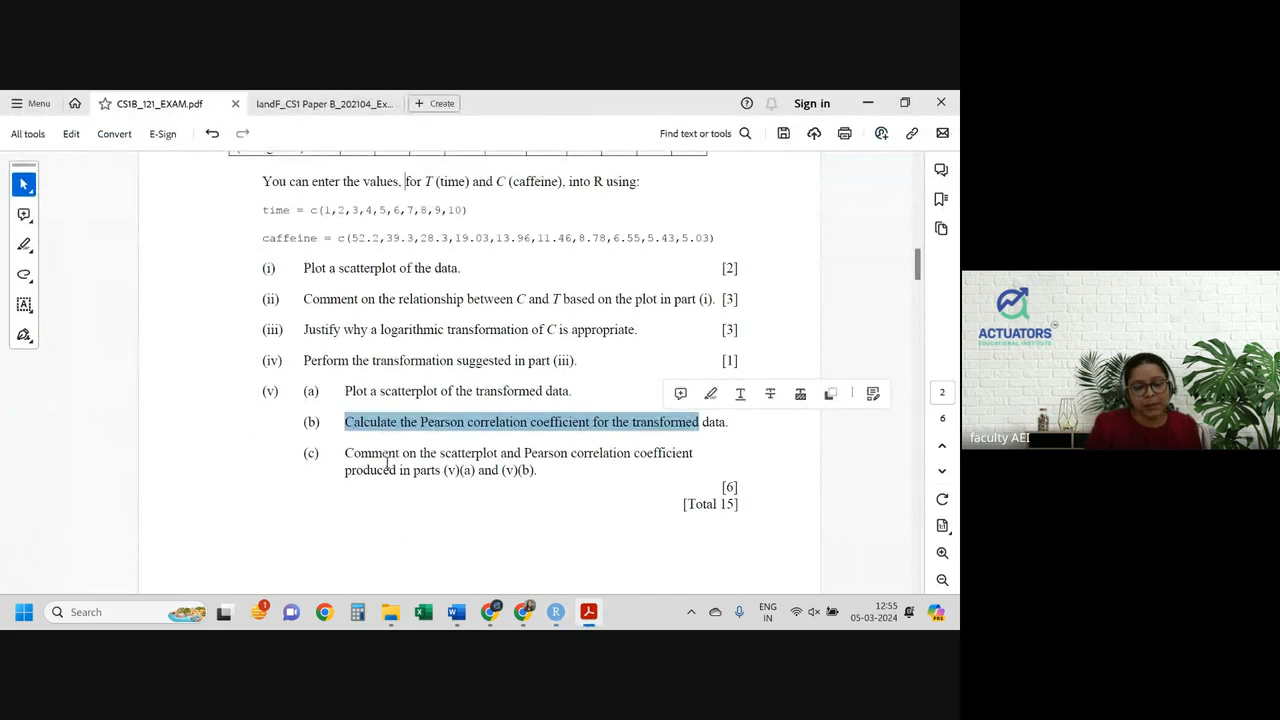 Menu
CS1B_121_EXAM.pdf
IandF_CS1 Paper B_202104_Ex...
Create
Sign in
All tools
Edit
Convert
E-Sign
Find text or tools
You can enter the values, for T (time) and C (caffeine), into R using:
time = c(1,2,3,4,5,6,7,8,9,10)
caffeine = c(52.2,39.3,28.3,19.03,13.96,11.46,8.78,6.55,5.43,5.03)
(i) Plot a scatterplot of the data. [2]
(ii) Comment on the relationship between C and T based on the plot in part (i). [3]
(iii) Justify why a logarithmic transformation of C is appropriate. [3]
(iv) Perform the transformation suggested in part (iii). [1]
(v) (a) Plot a scatterplot of the transformed data.
(b) Calculate the Pearson correlation coefficient for the transformed data.
(c) Comment on the scatterplot and Pearson correlation coefficient
produced in parts (v)(a) and (v)(b).
[6]
[Total 15]
2
6
ACTUATORS
EDUCATIONAL INSTITUTE
faculty AEI
Search
1
ENG
IN
12:55
05-03-2024